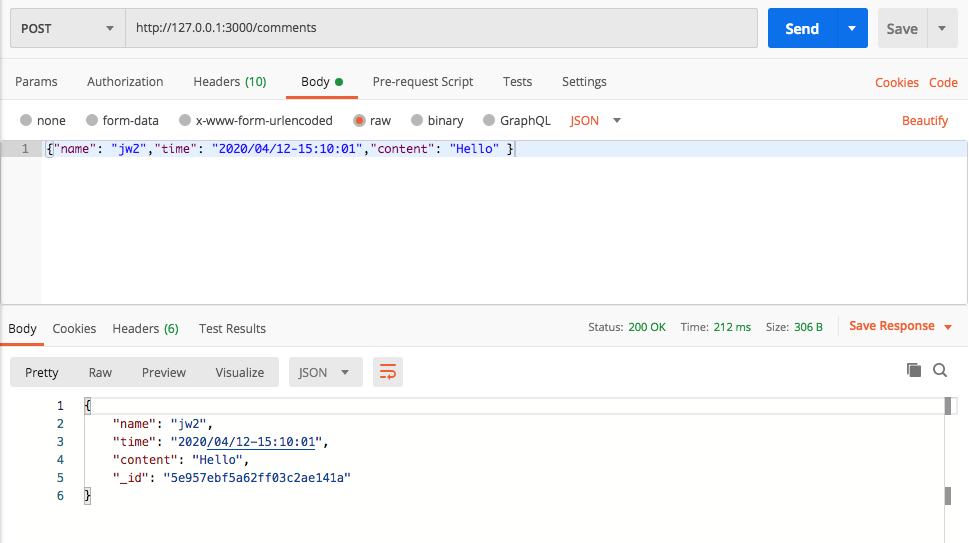 POST http://127.0.0.1:3000/comments Send Save
Params Authorization Headers (10) Body Pre-request Script Tests Settings Cookies Code
none form-data x-www-form-urlencoded raw binary GraphQL JSON Beautify
1 {"name": "jw2","time": "2020/04/12-15:10:01","content": "Hello" }
Body Cookies Headers (6) Test Results Status: 200 OK Time: 212 ms Size: 306 B Save Response
Pretty Raw Preview Visualize JSON
1 {
2 "name": "jw2",
3 "time": "2020/04/12-15:10:01",
4 "content": "Hello",
5 "_id": "5e957ebf5a62ff03c2ae141a"
6 }